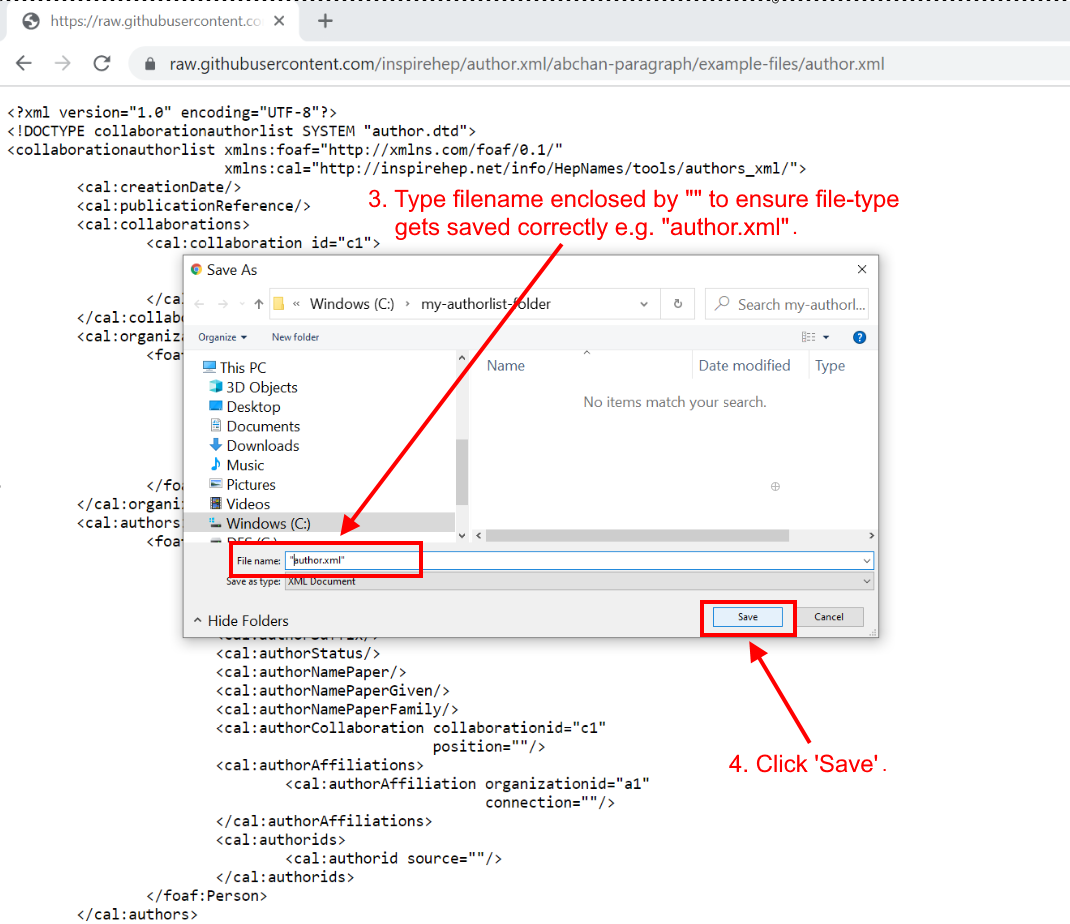 https://raw.githubusercontent.co
raw.githubusercontent.com/inspirehep/author.xml/abchan-paragraph/example-files/author.xml
<?xml version="1.0" encoding="UTF-8"?>
<!DOCTYPE collaborationauthorlist SYSTEM "author.dtd">
<collaborationauthorlist xmlns:foaf="http://xmlns.com/foaf/0.1/"
xmlns:cal="http://inspirehep.net/info/HepNames/tools/authors_xml/">
<cal:creationDate/>
<cal:publicationReference/>
<cal:collaborations>
<cal:collaboration id="c1">
3. Type filename enclosed by "" to ensure file-type
gets saved correctly e.g. "author.xml".
</ca
</cal:collab
<cal:organiz
<foa
</foa
</cal:organi
<cal:authors
<foa
Save As
« Windows (C:) › my-authorlist-folder
Search my-authorl...
Organize
New folder
Name
Date modified
Type
No items match your search.
This PC
3D Objects
Desktop
Documents
Downloads
Music
Pictures
Videos
Windows (C:)
File name: "author.xml"
Save as type: XML Document
Hide Folders
Save
Cancel
<cal:authorStatus/>
<cal:authorNamePaper/>
<cal:authorNamePaperGiven/>
<cal:authorNamePaperFamily/>
<cal:authorCollaboration collaborationid="c1"
position=""/>
<cal:authorAffiliations>
<cal:authorAffiliation organizationid="a1"
connection=""/>
</cal:authorAffiliations>
<cal:authorids>
<cal:authorid source=""/>
</cal:authorids>
</foaf:Person>
</cal:authors>
4. Click 'Save'.